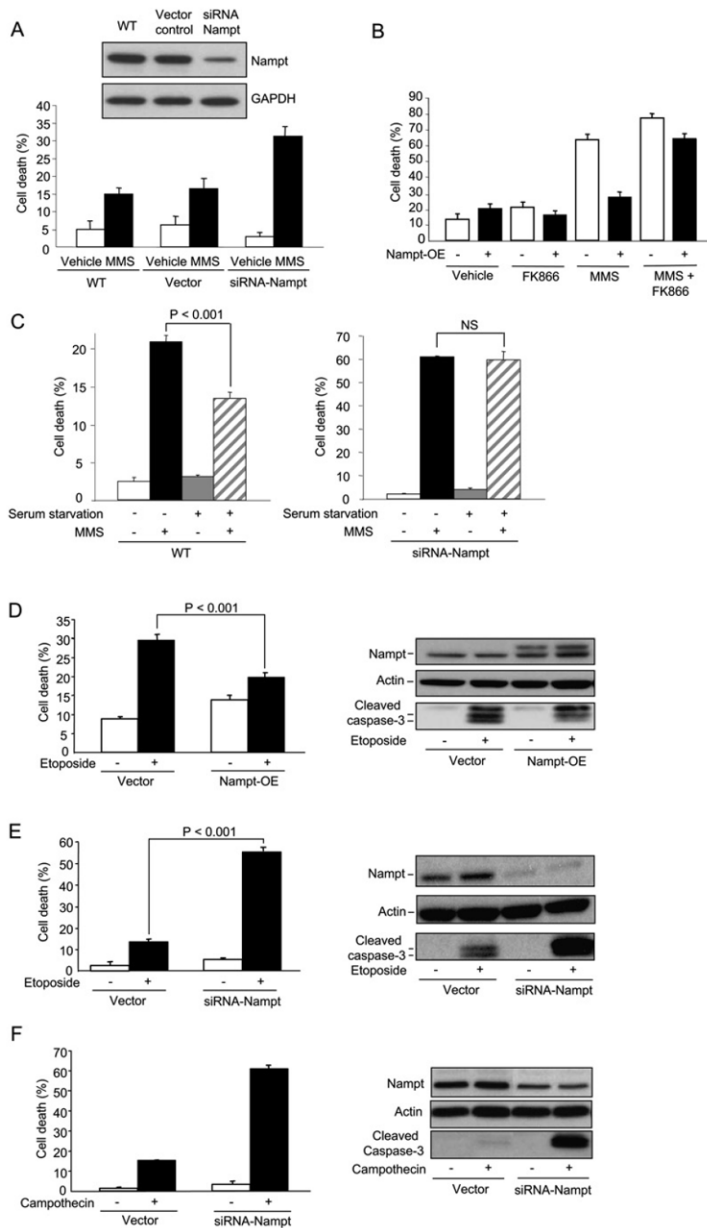 A
WT
Vector
control
siRNA
Nampt
Nampt
GAPDH
Cell death (%)
40
35
30
25
20
15
10
5
0
Vehicle MMS Vehicle MMS Vehicle MMS
WT Vector siRNA-Nampt
B
Cell death (%)
90
80
70
60
50
40
30
20
10
0
Nampt-OE - + - + - + - +
Vehicle FK866 MMS MMS +
FK866
C
P < 0.001
Cell death (%)
20
15
10
5
0
Serum starvation - - + +
MMS - + - +
WT
NS
Cell death (%)
70
60
50
40
30
20
10
0
Serum starvation - - + +
MMS - + - +
siRNA-Nampt
D
P < 0.001
Cell death (%)
35
30
25
20
15
10
5
0
Etoposide - + - +
Vector Nampt-OE
Nampt
Actin
Cleaved
caspase-3
Etoposide - + - +
Vector Nampt-OE
E
P < 0.001
Cell death (%)
60
50
40
30
20
10
0
Etoposide - + - +
Vector siRNA-Nampt
Nampt
Actin
Cleaved
caspase-3
Etoposide - + - +
Vector siRNA-Nampt
F
Cell death (%)
70
60
50
40
30
20
10
0
Campothecin - + - +
Vector siRNA-Nampt
Nampt
Actin
Cleaved
Caspase-3
Campothecin - + - +
Vector siRNA-Nampt